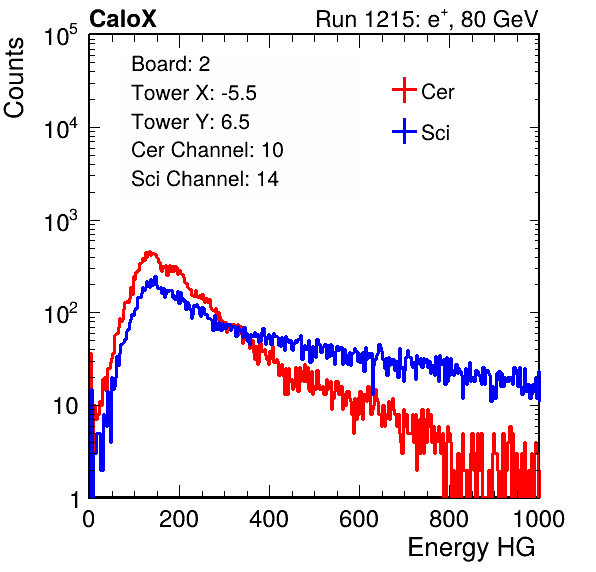 CaloX Run 1215: e⁺, 80 GeV
Counts
Board: 2
Tower X: -5.5
Tower Y: 6.5
Cer Channel: 10
Sci Channel: 14
Cer
Sci
10⁵
10⁴
10³
10²
10
1
0 200 400 600 800 1000
Energy HG